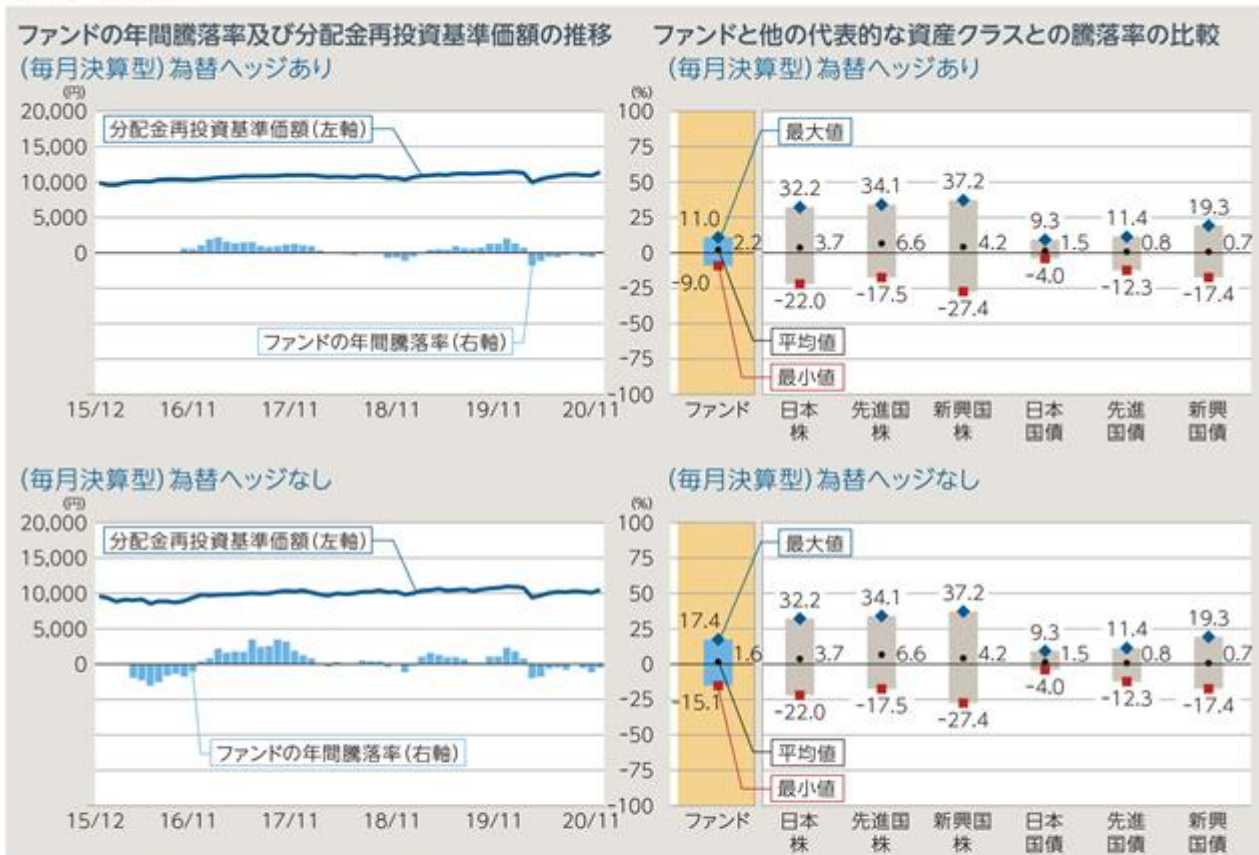 ファンドの年間騰落率及び分配金再投資基準価額の推移
(毎月決算型)為替ヘッジあり
(円)
20,000
15,000
10,000
5,000
0
分配金再投資基準価額(左軸)
ファンドの年間騰落率(右軸)
15/12 16/11 17/11 18/11 19/11 20/11
ファンドと他の代表的な資産クラスとの騰落率の比較
(毎月決算型)為替ヘッジあり
(%)
100
75
50
25
0
-25
-50
-75
-100
最大値
平均値
最小値
11.0 32.2 34.1 37.2 9.3 11.4 19.3
2.2 3.7 6.6 4.2 1.5 0.8 0.7
-9.0 -22.0 -17.5 -27.4 -4.0 -12.3 -17.4
ファンド 日本 先進国 新興国 日本 先進 新興
株 株 株 国債 国債 国債
(毎月決算型)為替ヘッジなし
(円)
20,000
15,000
10,000
5,000
0
分配金再投資基準価額(左軸)
ファンドの年間騰落率(右軸)
15/12 16/11 17/11 18/11 19/11 20/11
(毎月決算型)為替ヘッジなし
(%)
100
75
50
25
0
-25
-50
-75
-100
最大値
平均値
最小値
17.4 32.2 34.1 37.2 9.3 11.4 19.3
1.6 3.7 6.6 4.2 1.5 0.8 0.7
-15.1 -22.0 -17.5 -27.4 -4.0 -12.3 -17.4
ファンド 日本 先進国 新興国 日本 先進 新興
株 株 株 国債 国債 国債